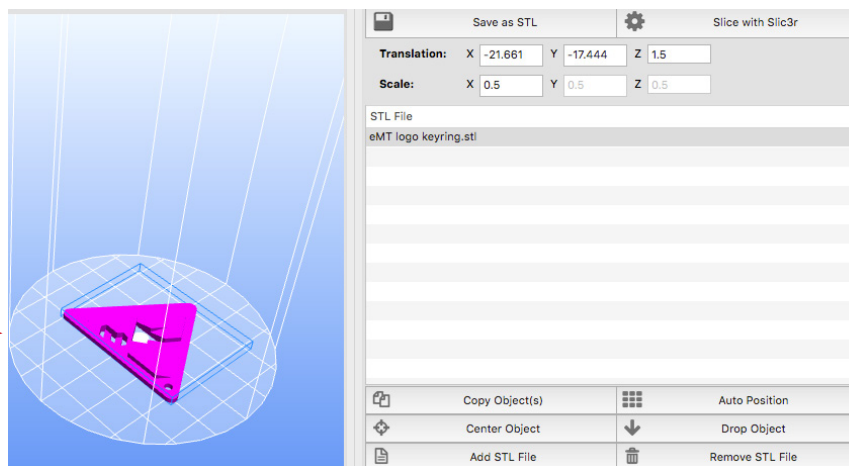 Save as STL Slice with Slic3r
Translation: X -21.661 Y -17.444 Z 1.5
Scale: X 0.5 Y 0.5 Z 0.5
STL File
eMT logo keyring.stl
Copy Object(s) Auto Position
Center Object Drop Object
Add STL File Remove STL File